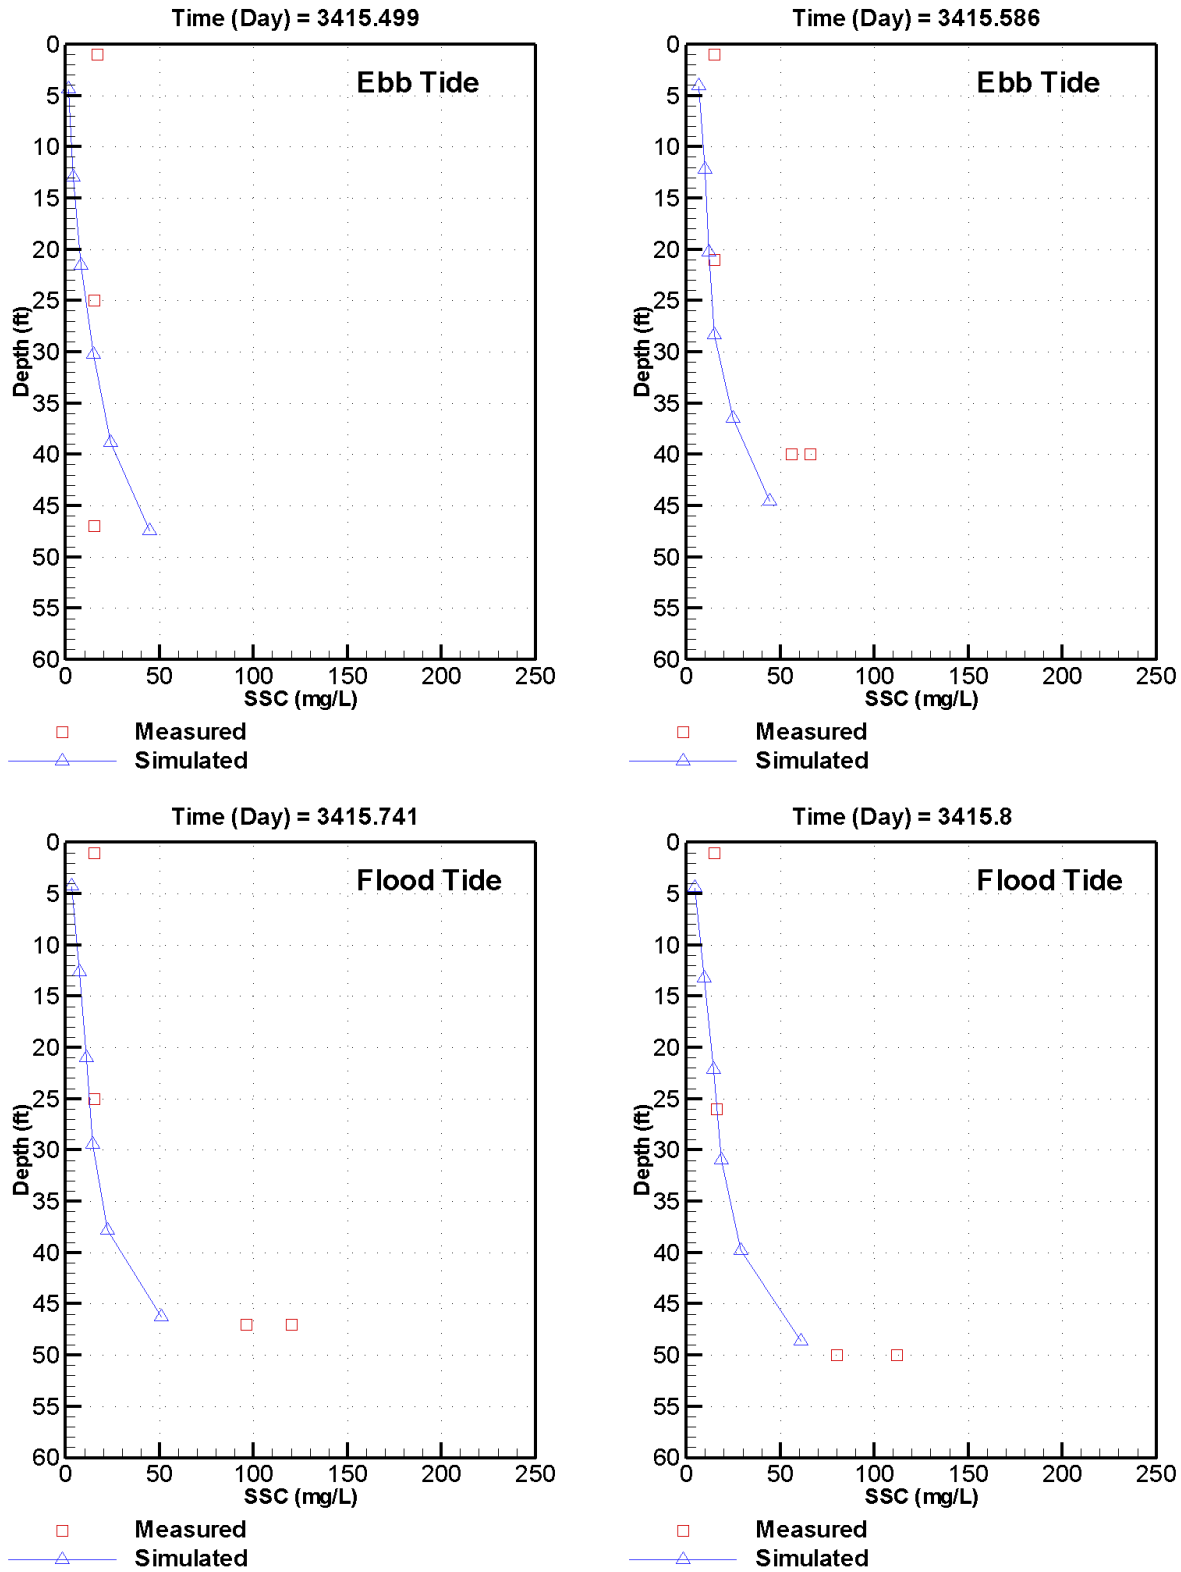 Time (Day) = 3415.499
Ebb Tide
0
5
10
15
20
25
30
35
40
45
50
55
60
Depth (ft)
0 50 100 150 200 250
SSC (mg/L)
Measured
Simulated
Time (Day) = 3415.586
Ebb Tide
0
5
10
15
20
25
30
35
40
45
50
55
60
Depth (ft)
0 50 100 150 200 250
SSC (mg/L)
Measured
Simulated
Time (Day) = 3415.741
Flood Tide
0
5
10
15
20
25
30
35
40
45
50
55
60
Depth (ft)
0 50 100 150 200 250
SSC (mg/L)
Measured
Simulated
Time (Day) = 3415.8
Flood Tide
0
5
10
15
20
25
30
35
40
45
50
55
60
Depth (ft)
0 50 100 150 200 250
SSC (mg/L)
Measured
Simulated